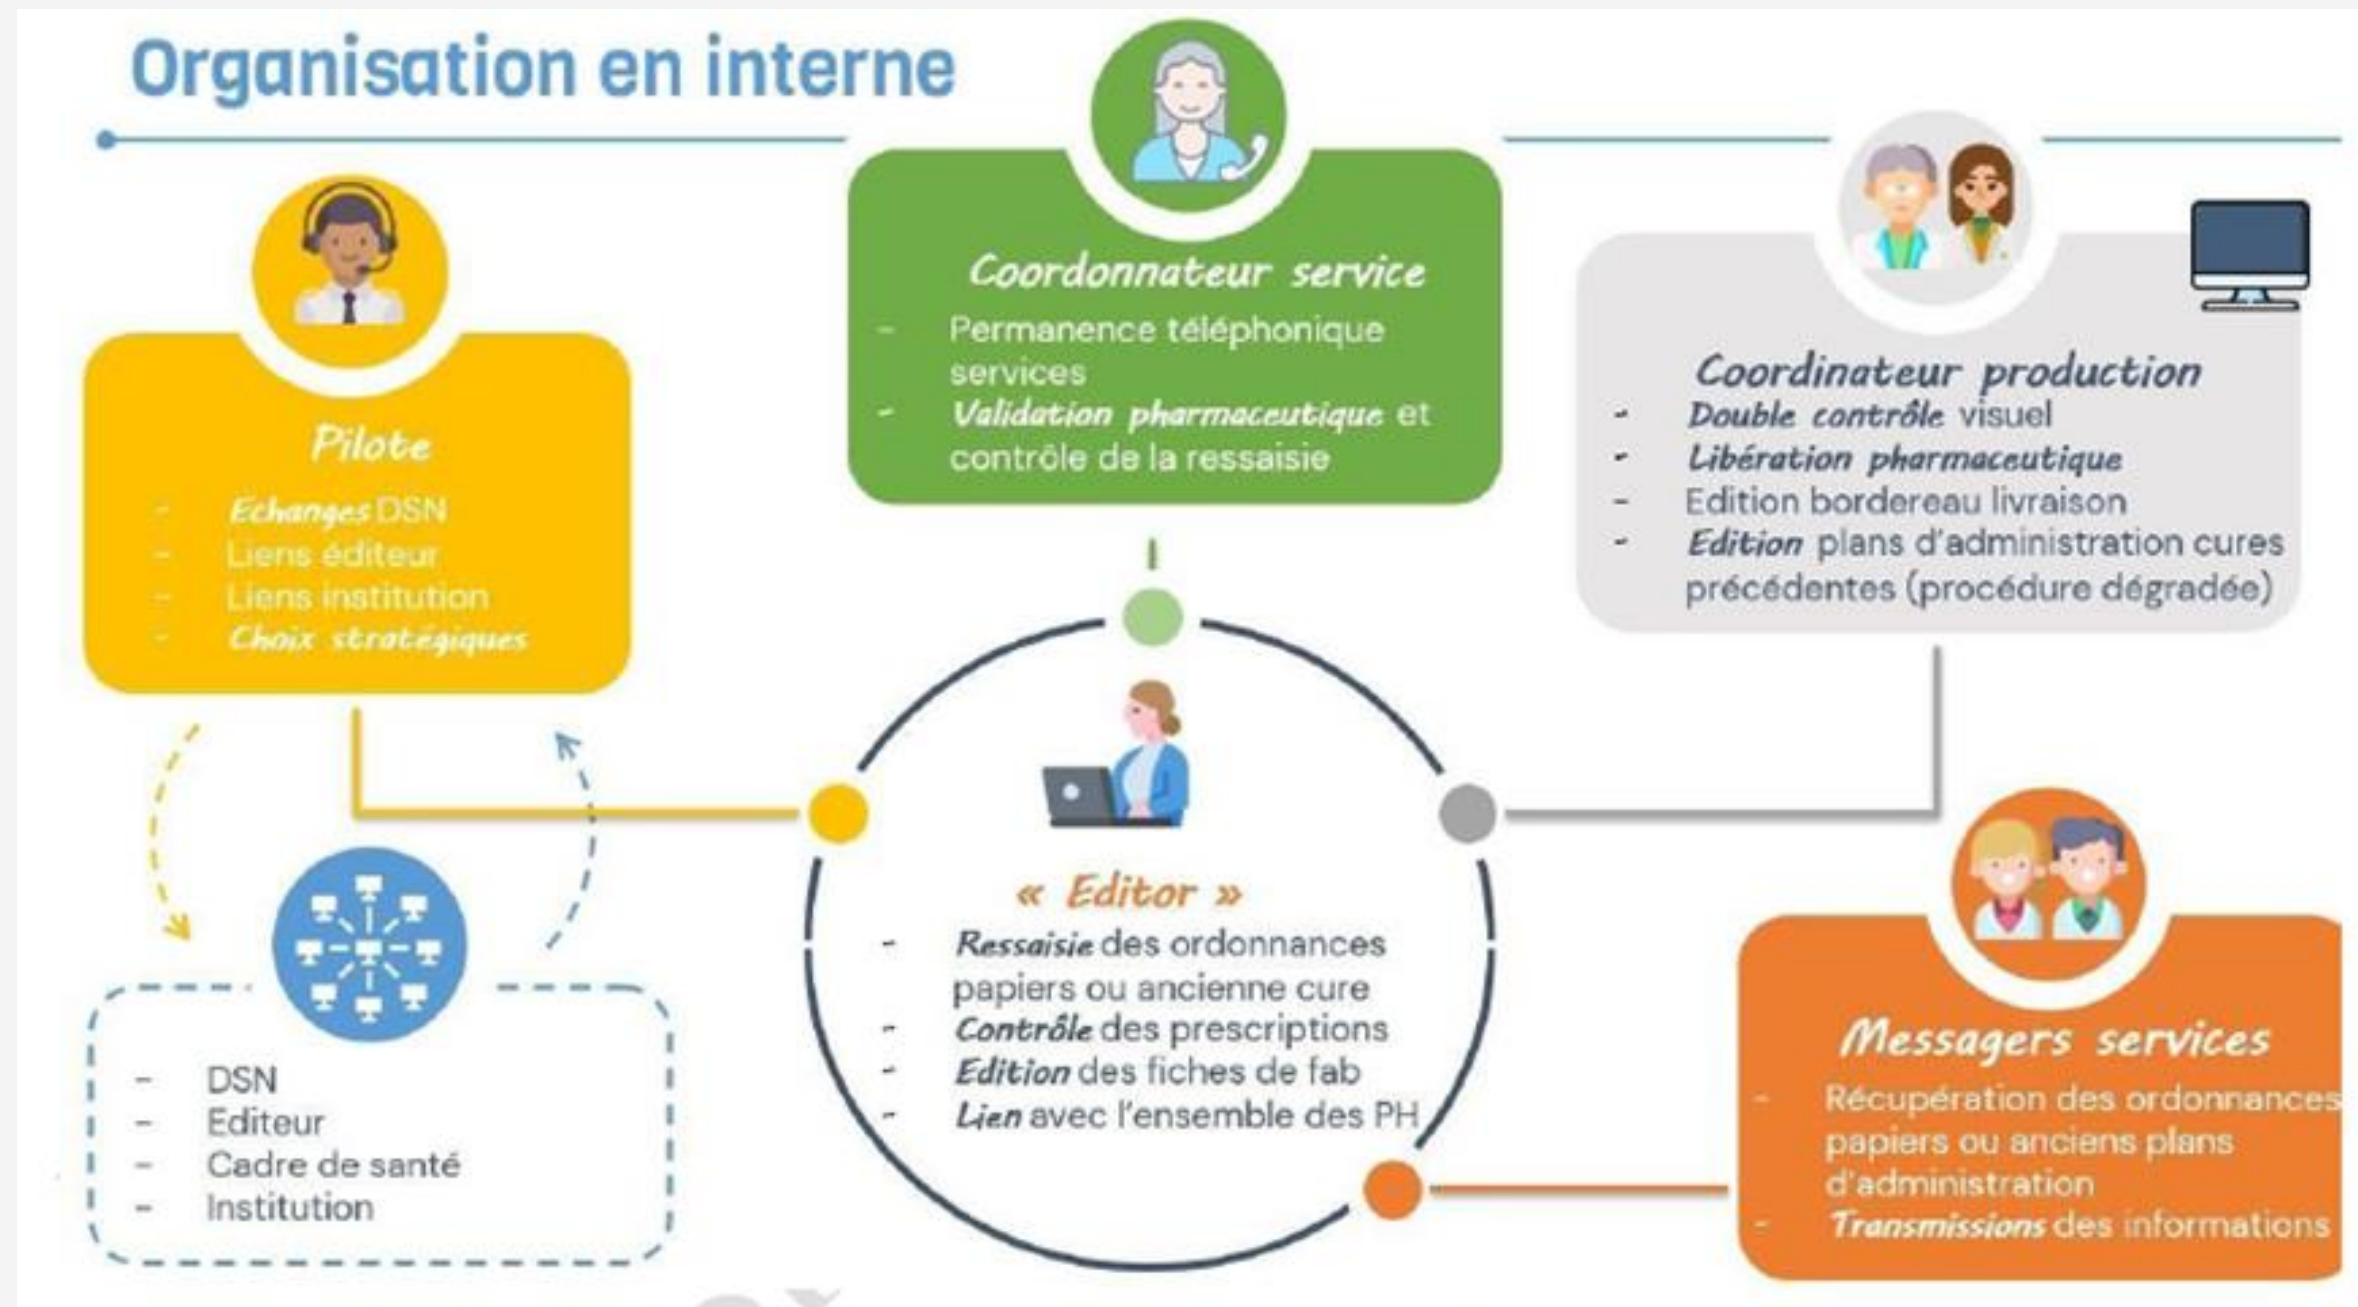 Organisation en interne
Pilote
- Echanges DSN
- Liens éditeur
- Liens institution
- Choix stratégiques
Coordonnateur service
- Permanence téléphonique
services
- Validation pharmaceutique et
contrôle de la ressaisie
Coordinateur production
- Double contrôle visuel
- Libération pharmaceutique
- Edition bordereau livraison
- Edition plans d'administration cures
précédentes (procédure dégradée)
- DSN
- Editeur
- Cadre de santé
- Institution
« Editor »
- Ressaisie des ordonnances
papiers ou ancienne cure
- Contrôle des prescriptions
- Edition des fiches de fab
- Lien avec l'ensemble des PH
Messagers services
- Récupération des ordonnances
papiers ou anciens plans
d'administration
- Transmissions des informations